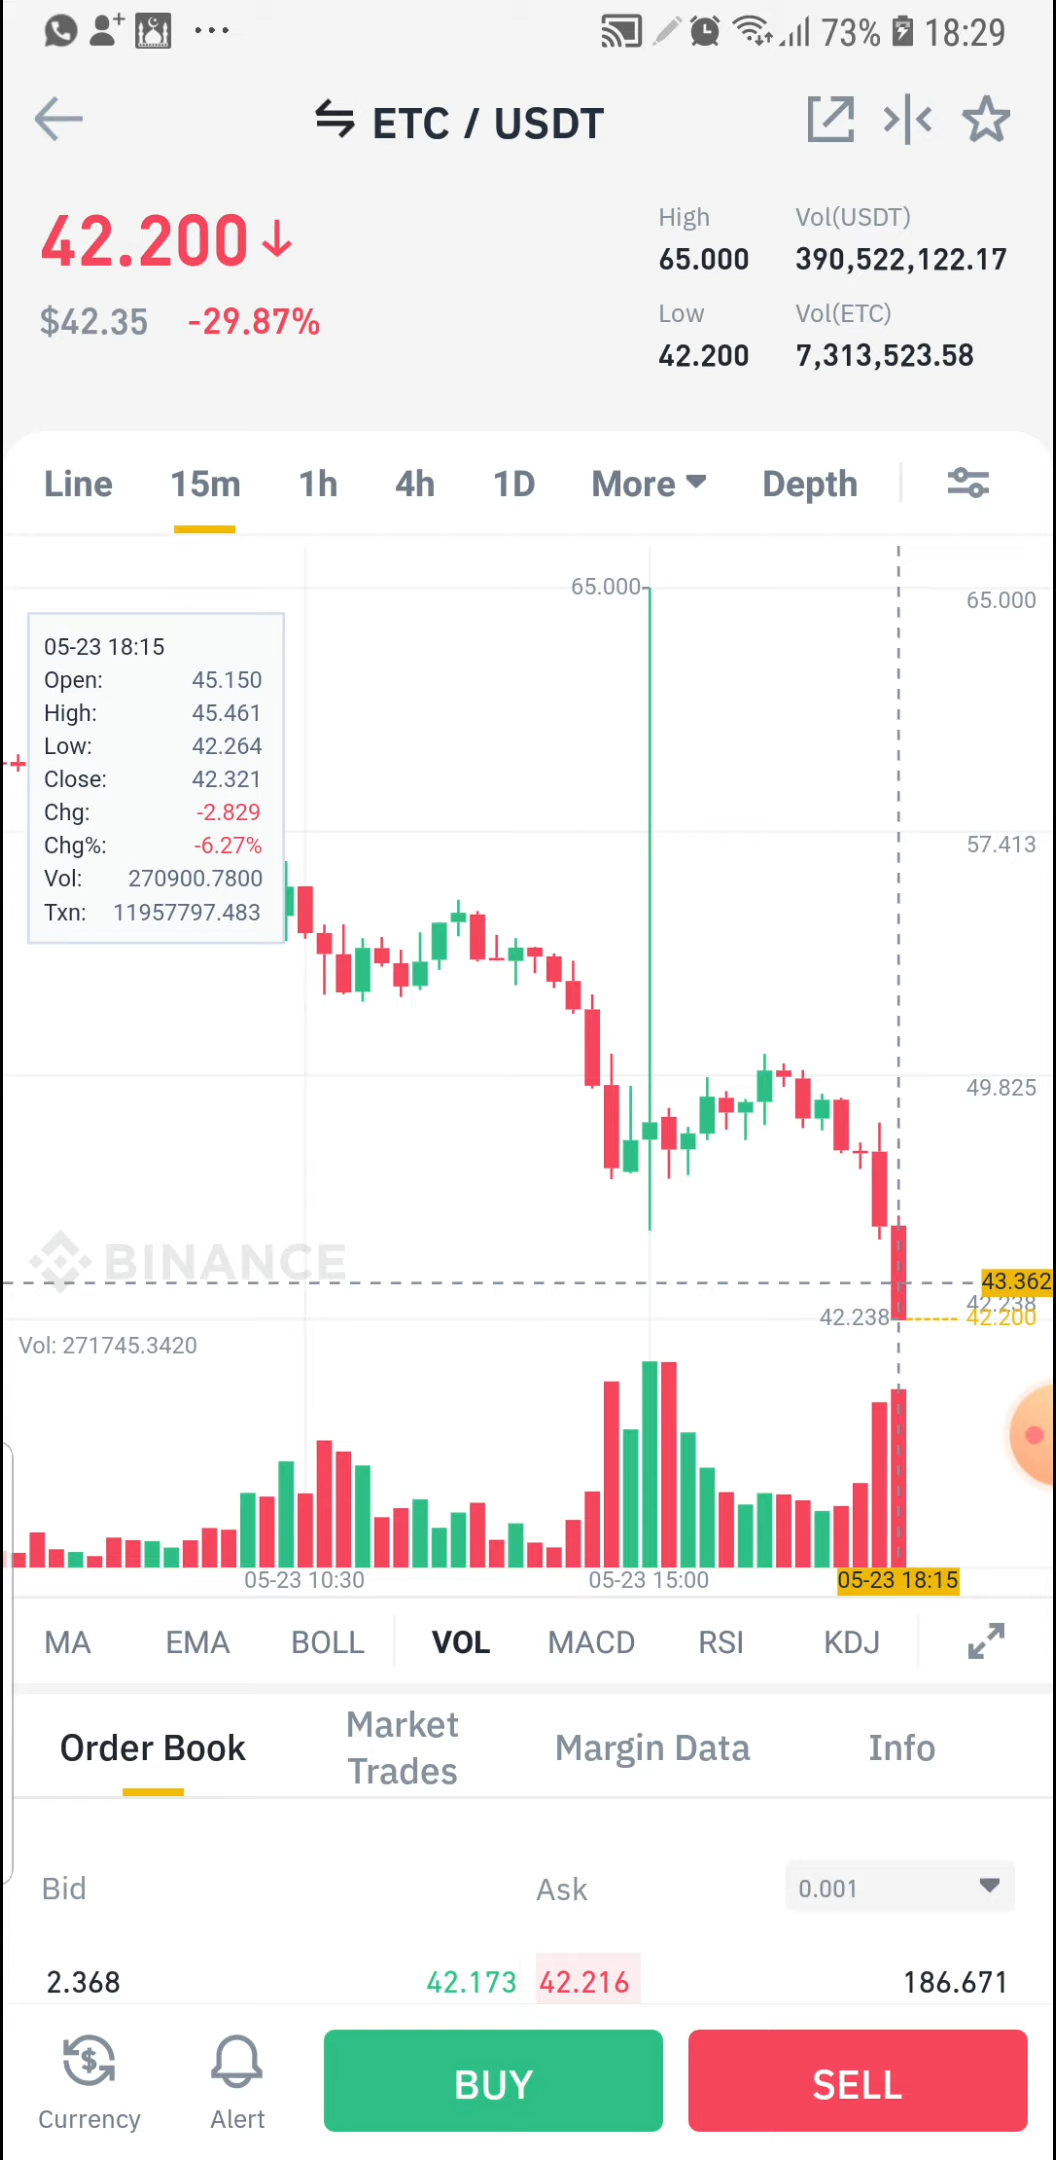 73% 18:29
ETC / USDT
42.200↓
$42.35 -29.87%
High Vol(USDT)
65.000 390,522,122.17
Low Vol(ETC)
42.200 7,313,523.58
Line 15m 1h 4h 1D More Depth
65.000
65.000
05-23 18:15
Open: 45.150
High: 45.461
Low: 42.264
Close: 42.321
Chg: -2.829
Chg%: -6.27%
Vol: 270900.7800
Txn: 11957797.483
57.413
49.825
BINANCE
43.362
42.238
42.238 42.200
Vol: 271745.3420
05-23 10:30 05-23 15:00 05-23 18:15
MA EMA BOLL VOL MACD RSI KDJ
Order Book Market Trades Margin Data Info
Bid Ask 0.001
2.368 42.173 42.216 186.671
Currency Alert BUY SELL